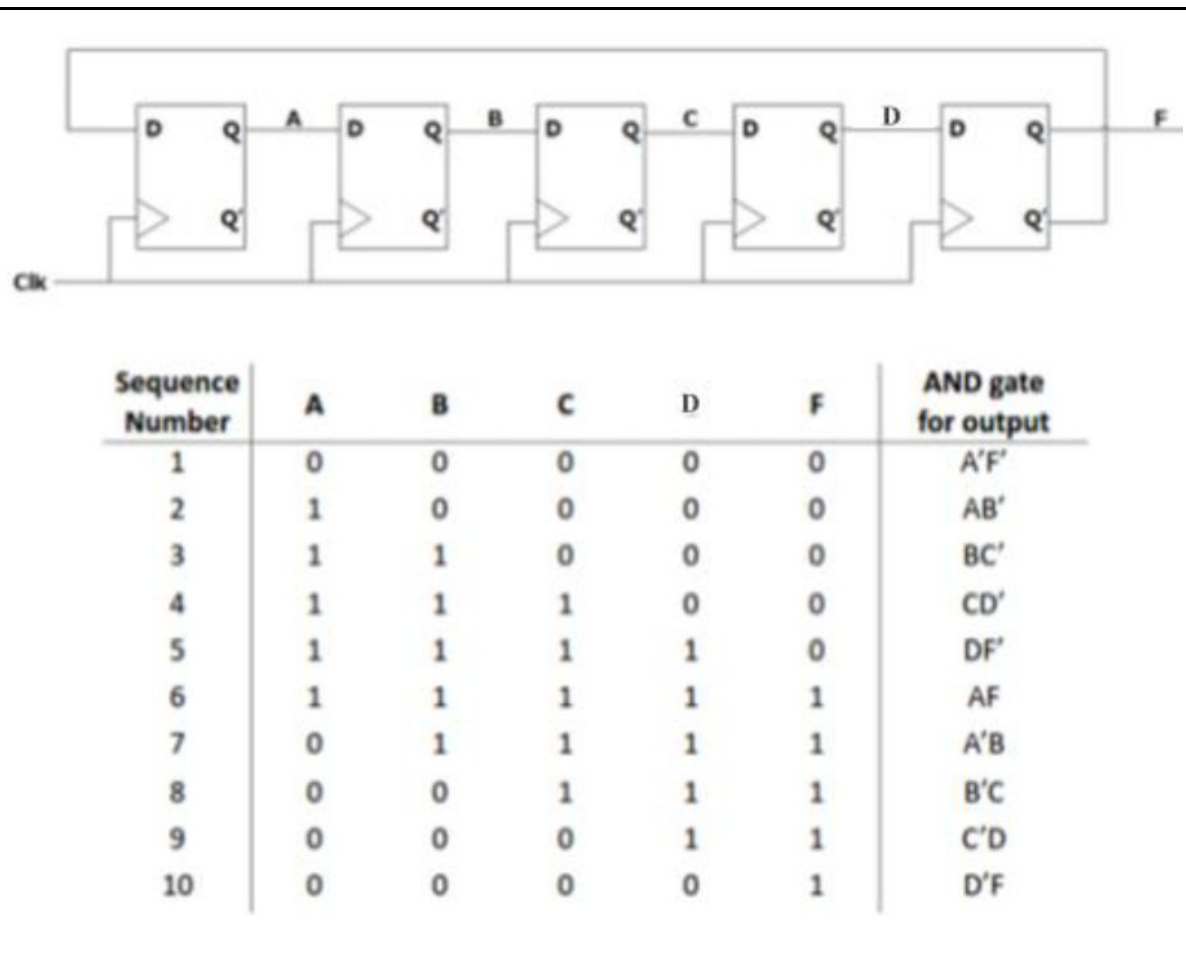 A B C D F
D Q D Q D Q D Q D Q
Q' Q' Q' Q' Q'
Clk
Sequence Number A B C D F AND gate for output
1 0 0 0 0 0 A'F'
2 1 0 0 0 0 AB'
3 1 1 0 0 0 BC'
4 1 1 1 0 0 CD'
5 1 1 1 1 0 DF'
6 1 1 1 1 1 AF
7 0 1 1 1 1 A'B
8 0 0 1 1 1 B'C
9 0 0 0 1 1 C'D
10 0 0 0 0 1 D'F